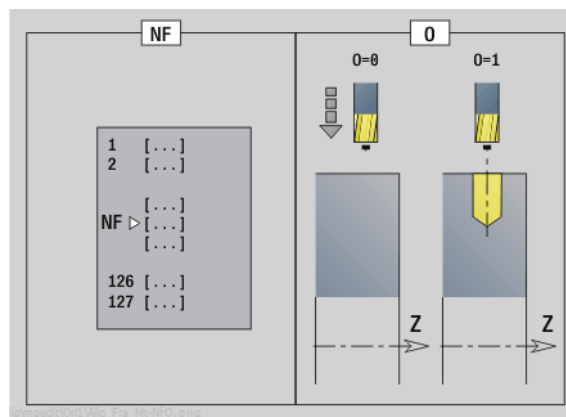 NF
O
O=0
O=1
1 [...]
2 [...]
[...]
NF [...]
[...]
126 [...]
127 [...]
Z
Z